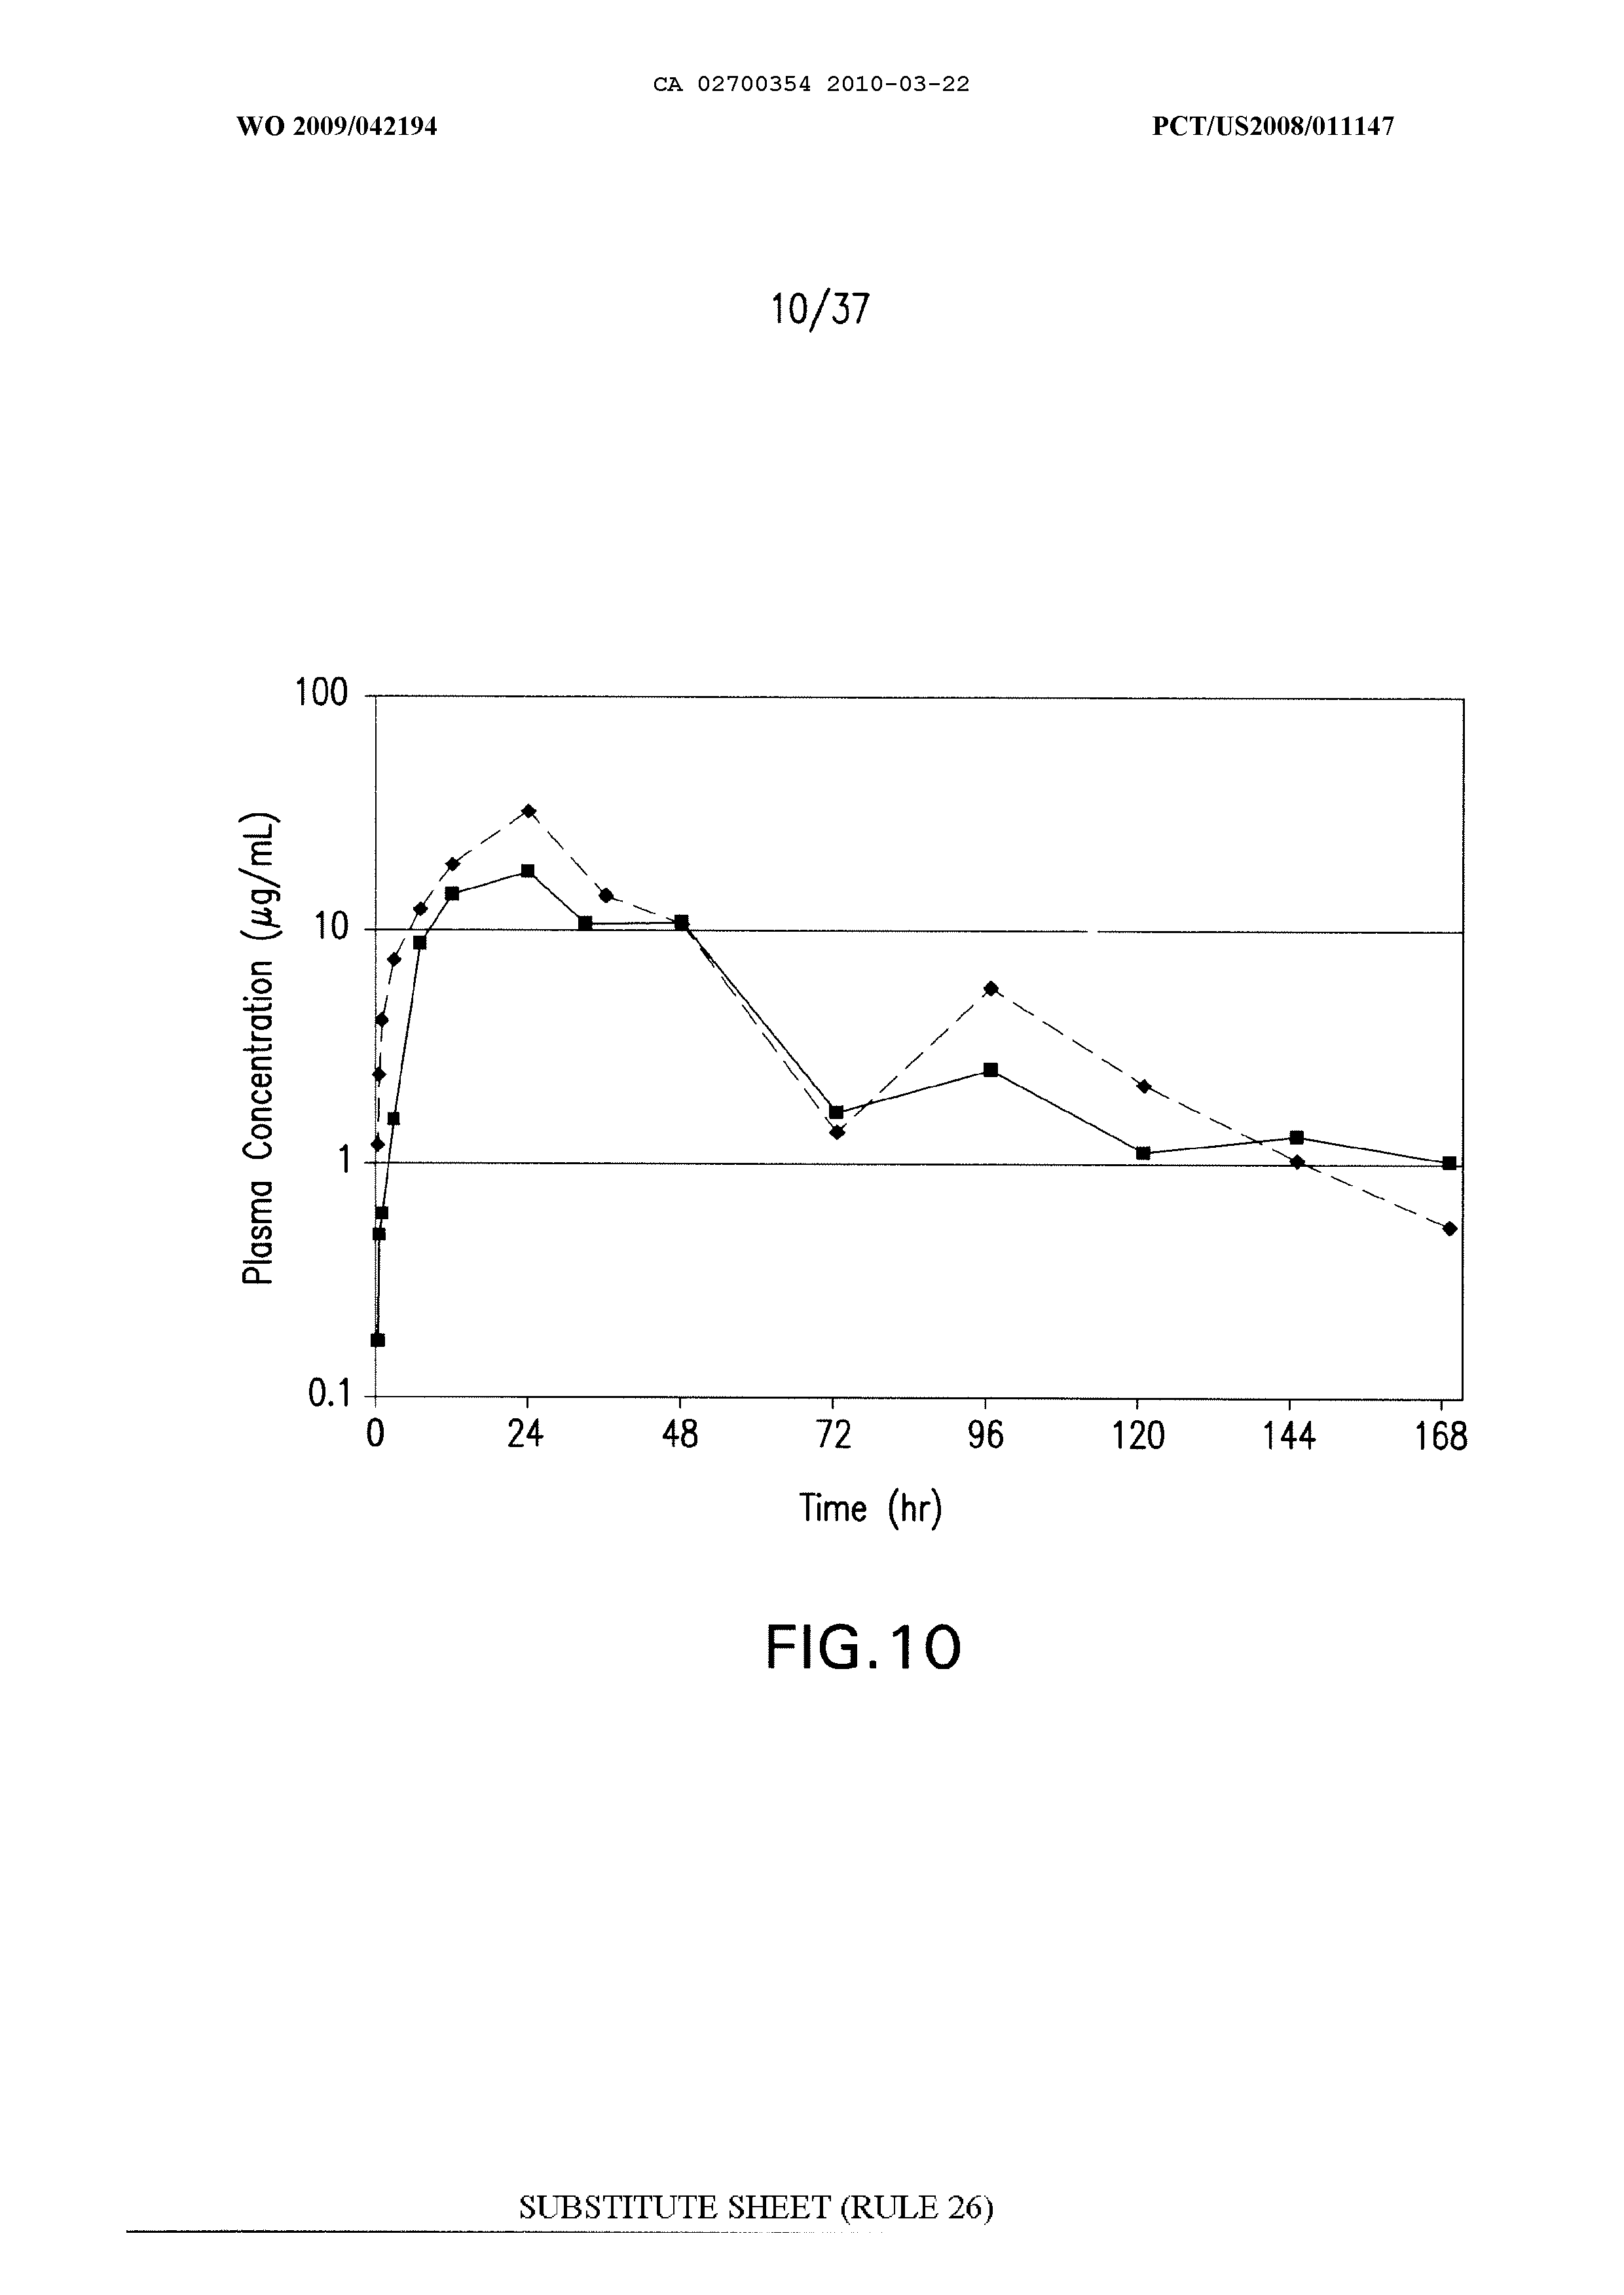 CA 02700354 2010-03-22
WO 2009/042194 PCT/US2008/011147
10/37
100
10
1
0.1
Plasma Concentration (µg/mL)
0 24 48 72 96 120 144 168
Time (hr)
FIG.10
SUBSTITUTE SHEET (RULE 26)